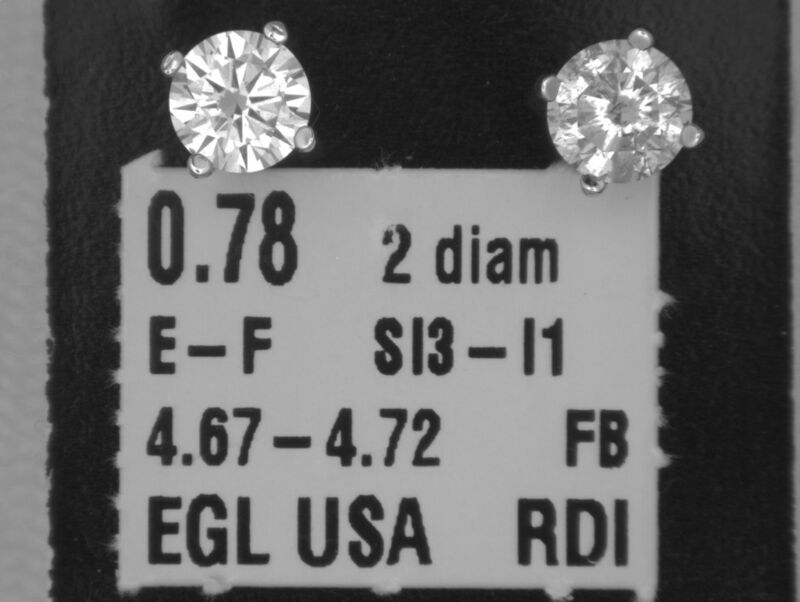 0.78 2 diam
E-F SI3-I1
4.67-4.72 FB
EGL USA RDI